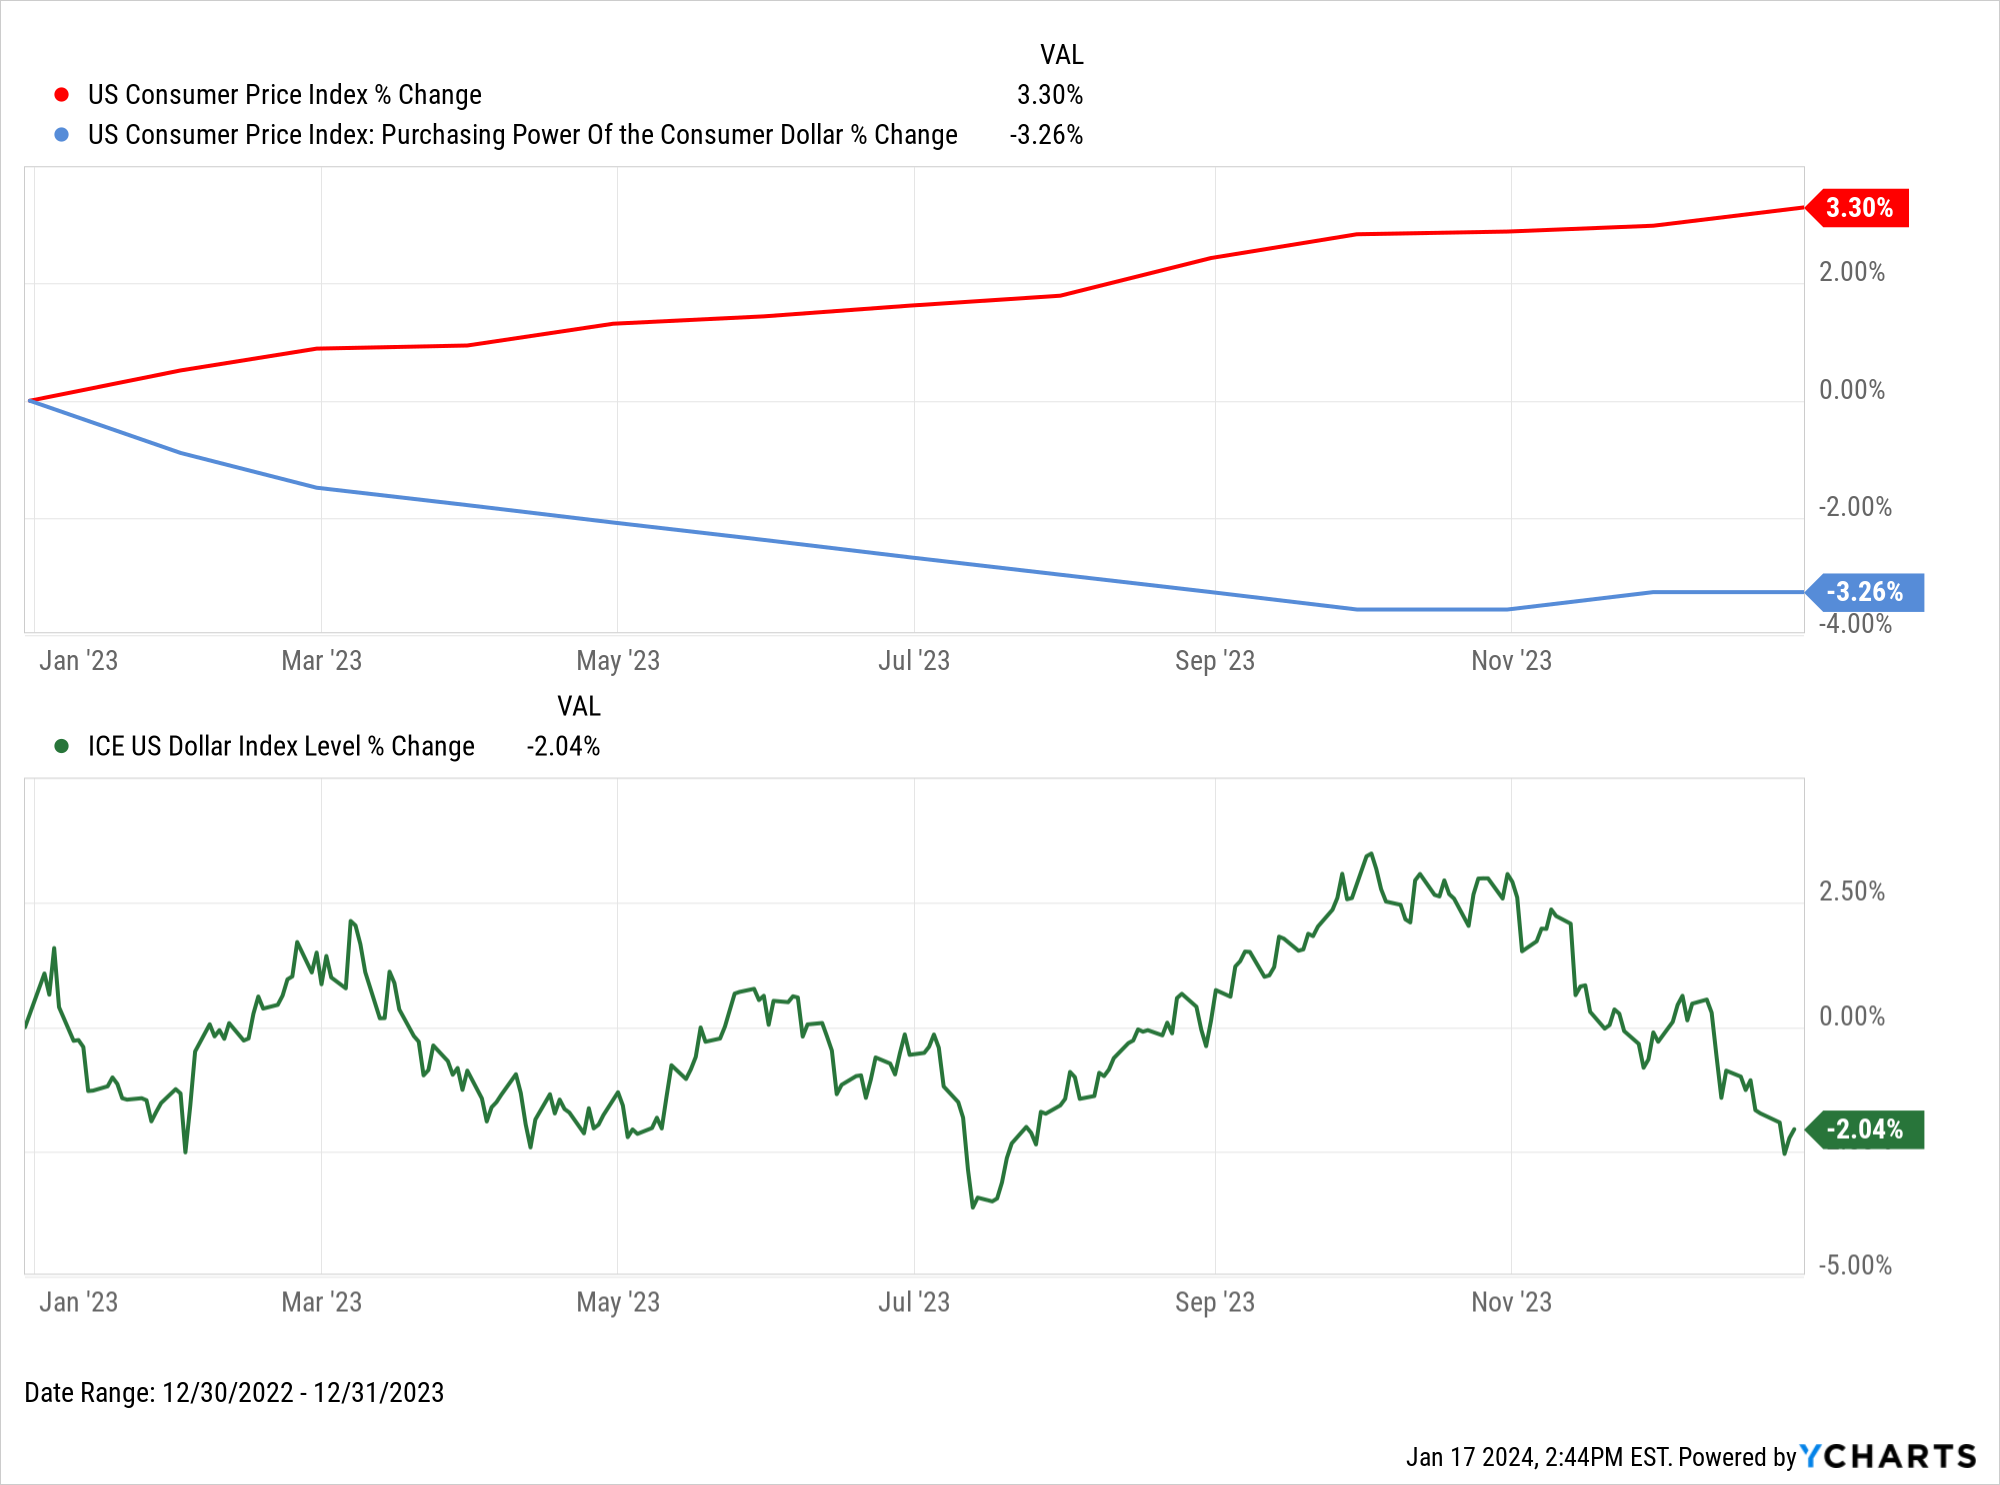 VAL
US Consumer Price Index % Change 3.30%
US Consumer Price Index: Purchasing Power Of the Consumer Dollar % Change -3.26%
3.30%
2.00%
0.00%
-2.00%
-3.26%
-4.00%
Jan '23 Mar '23 May '23 Jul '23 Sep '23 Nov '23
VAL
ICE US Dollar Index Level % Change -2.04%
2.50%
0.00%
-2.04%
-5.00%
Jan '23 Mar '23 May '23 Jul '23 Sep '23 Nov '23
Date Range: 12/30/2022 - 12/31/2023
Jan 17 2024, 2:44PM EST. Powered by YCHARTS